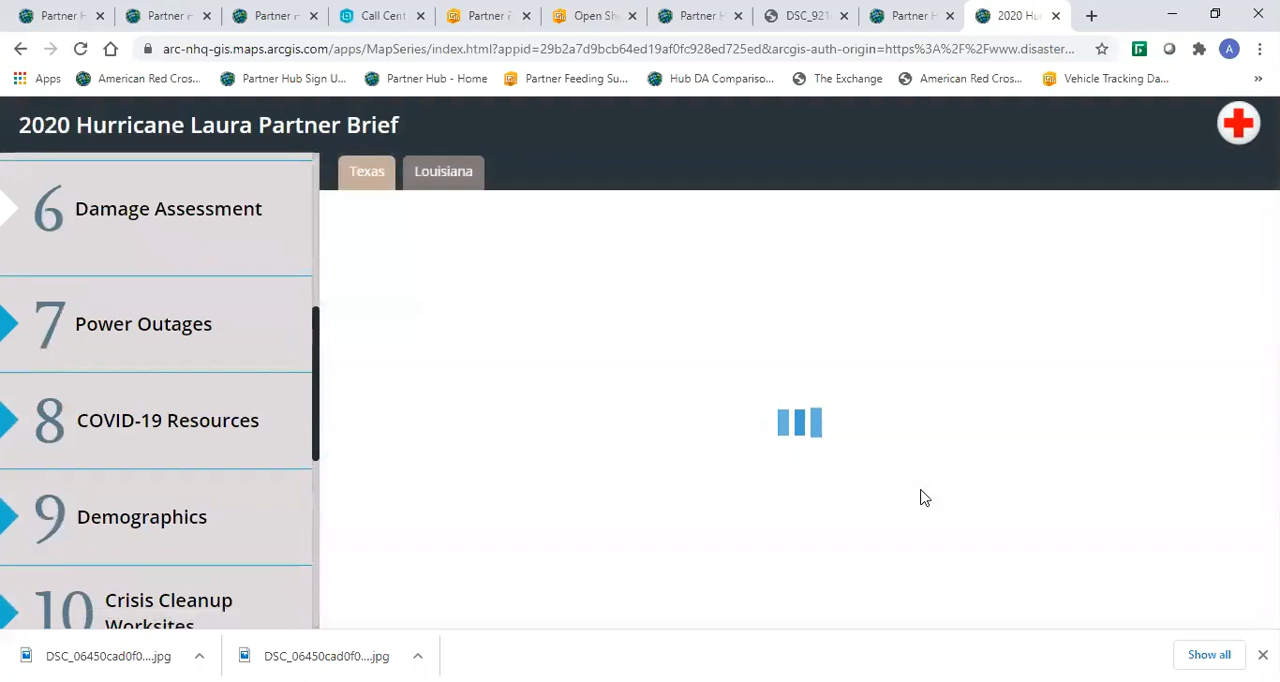 Partner H
Partner r
Partner r
Call Cent
Partner F
Open She
Partner H
DSC_921
Partner H
2020 Hur
arc-nhq-gis.maps.arcgis.com/apps/MapSeries/index.html?appid=29b2a7d9bcb64ed19af0fc928ed725ed&arcgis-auth-origin=https%3A%2F%2Fwww.disaster...
A
Apps
American Red Cros...
Partner Hub Sign U...
Partner Hub - Home
Partner Feeding Su...
Hub DA Compariso...
The Exchange
American Red Cros...
Vehicle Tracking Da...
»
2020 Hurricane Laura Partner Brief
Texas
Louisiana
6 Damage Assessment
7 Power Outages
8 COVID-19 Resources
9 Demographics
10 Crisis Cleanup
Worksites
DSC_06450cad0f0....jpg
DSC_06450cad0f0....jpg
Show all